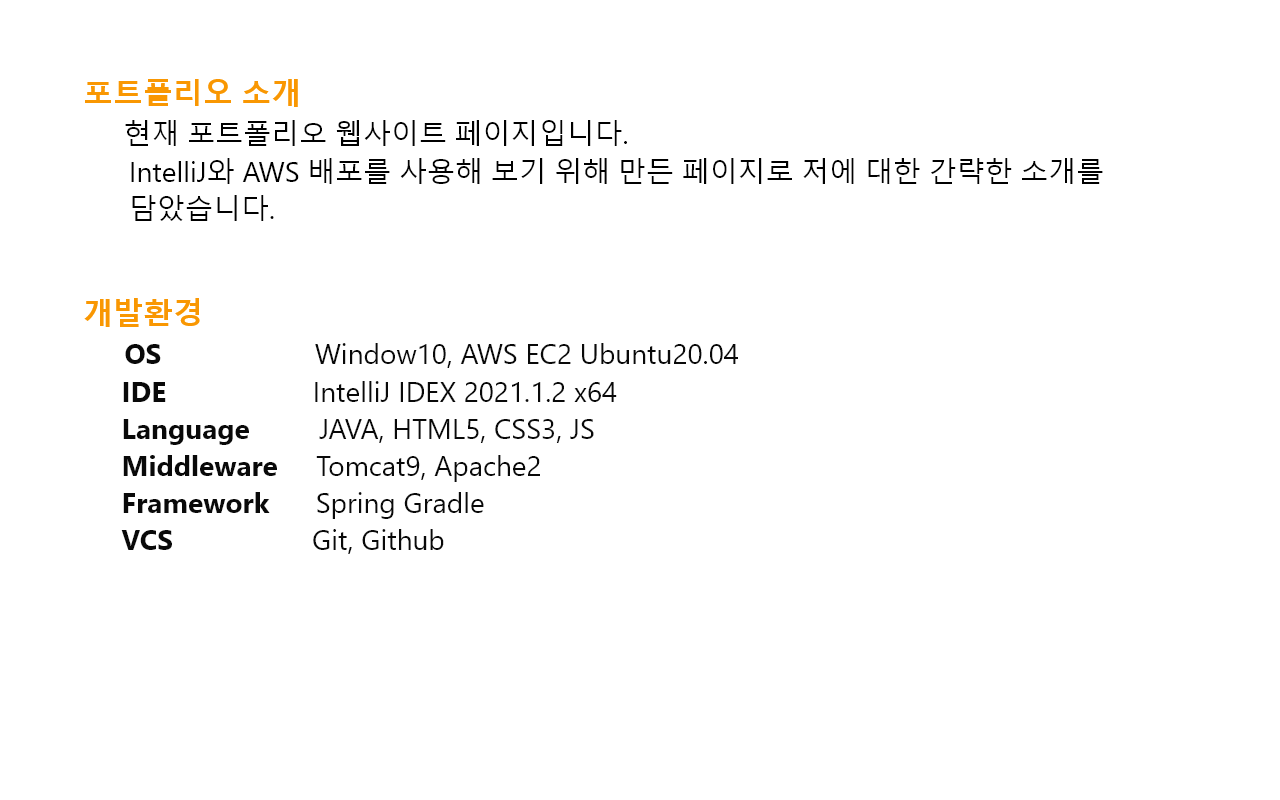 포트폴리오 소개
현재 포트폴리오 웹사이트 페이지입니다.
IntelliJ와 AWS 배포를 사용해 보기 위해 만든 페이지로 저에 대한 간략한 소개를
담았습니다.
개발환경
OS Window10, AWS EC2 Ubuntu20.04
IDE IntelliJ IDEX 2021.1.2 x64
Language JAVA, HTML5, CSS3, JS
Middleware Tomcat9, Apache2
Framework Spring Gradle
VCS Git, Github